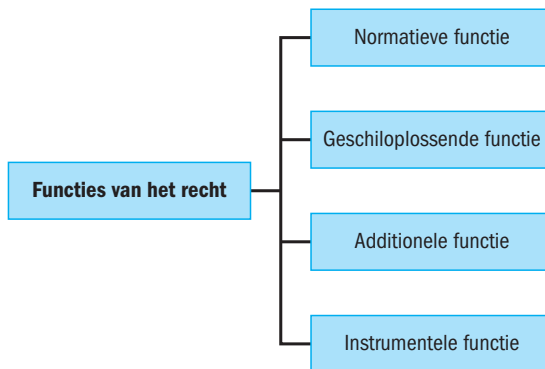 Normatieve functie
Geschiloplossende functie
Functies van het recht
Additionele functie
Instrumentele functie